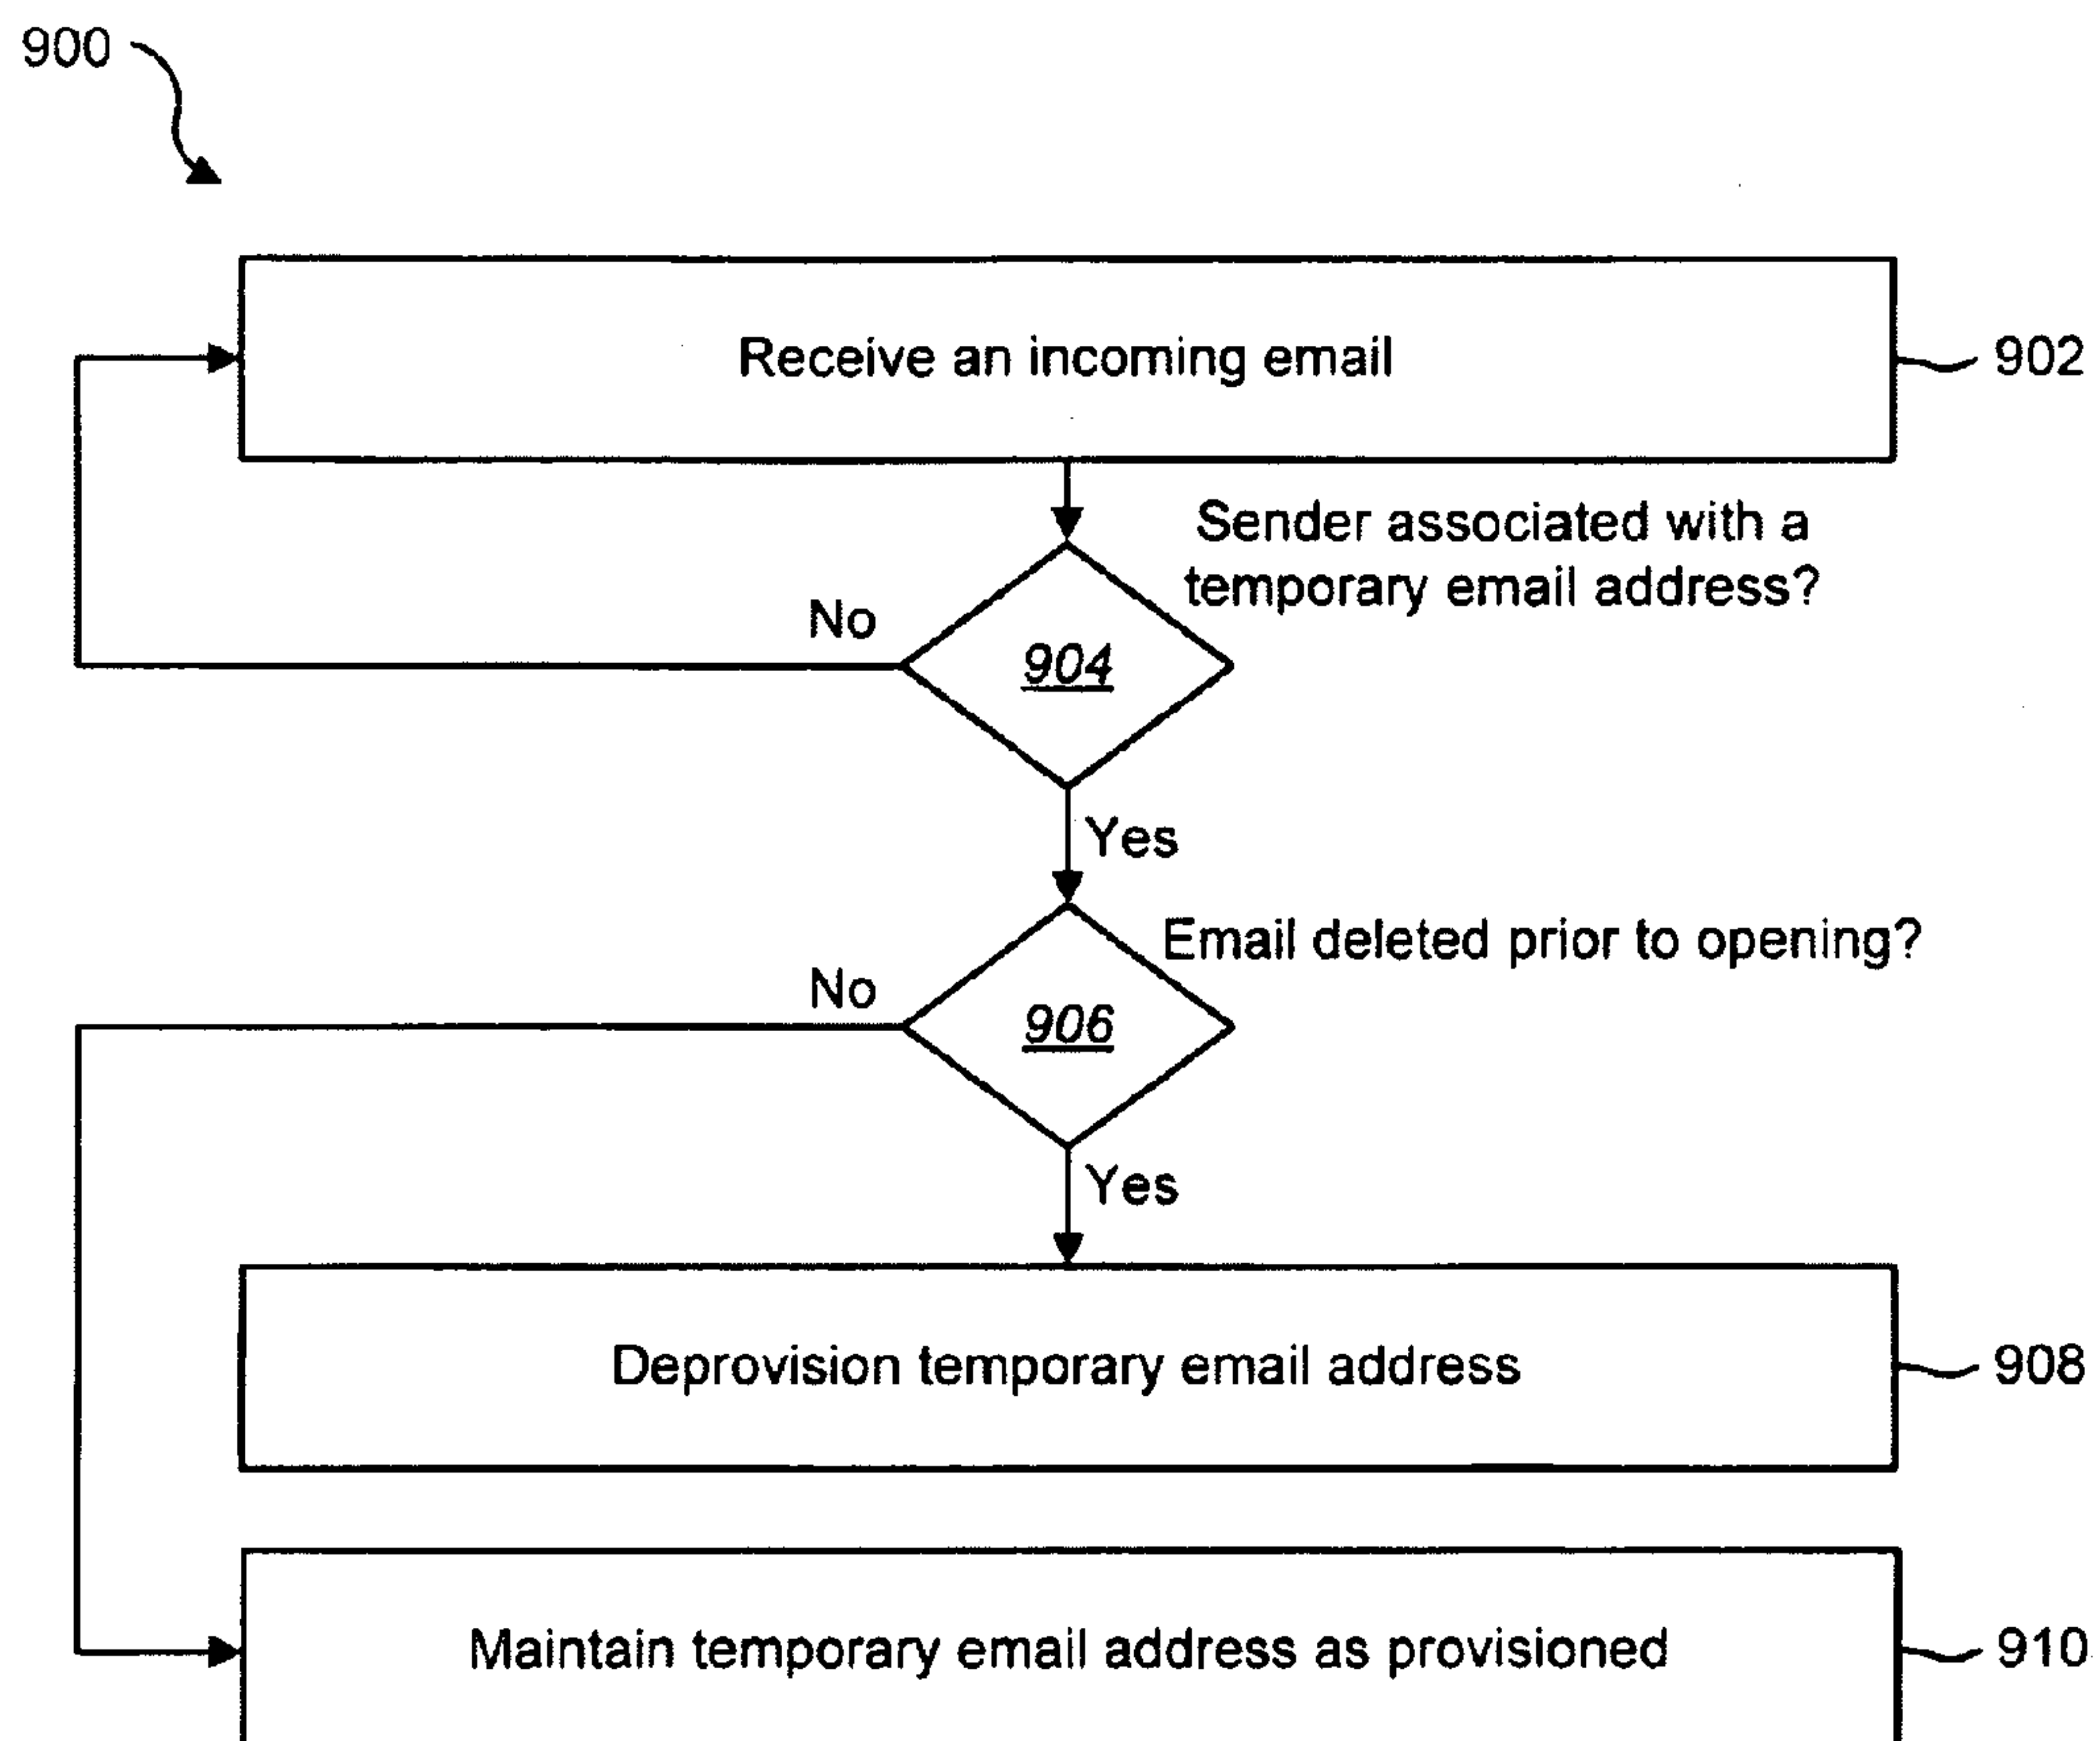 900
Receive an incoming email
902
Sender associated with a
temporary email address?
No
904
Yes
Email deleted prior to opening?
No
906
Yes
Deprovision temporary email address
908
Maintain temporary email address as provisioned
910